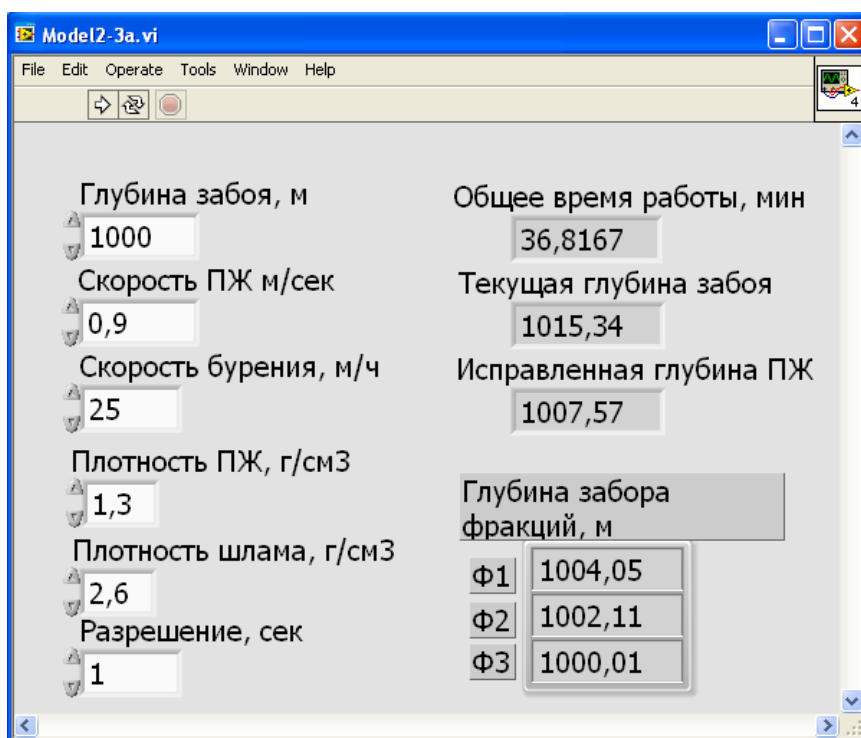 Model2-3a.vi
File Edit Operate Tools Window Help
4
Глубина забоя, м
1000
Скорость ПЖ м/сек
0,9
Скорость бурения, м/ч
25
Плотность ПЖ, г/см3
1,3
Плотность шлама, г/см3
2,6
Разрешение, сек
1
Общее время работы, мин
36,8167
Текущая глубина забоя
1015,34
Исправленная глубина ПЖ
1007,57
Глубина забора
фракций, м
Ф1 1004,05
Ф2 1002,11
Ф3 1000,01